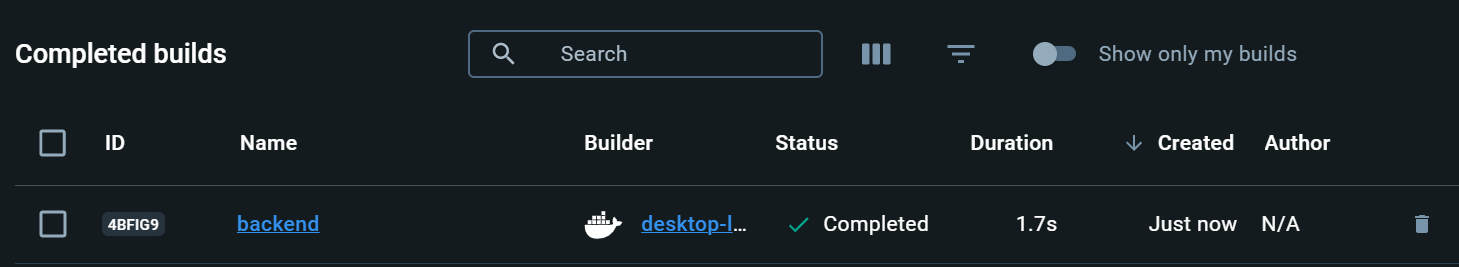 Completed builds Search Show only my builds
ID Name Builder Status Duration Created Author
4BFIG9 backend desktop-l... Completed 1.7s Just now N/A